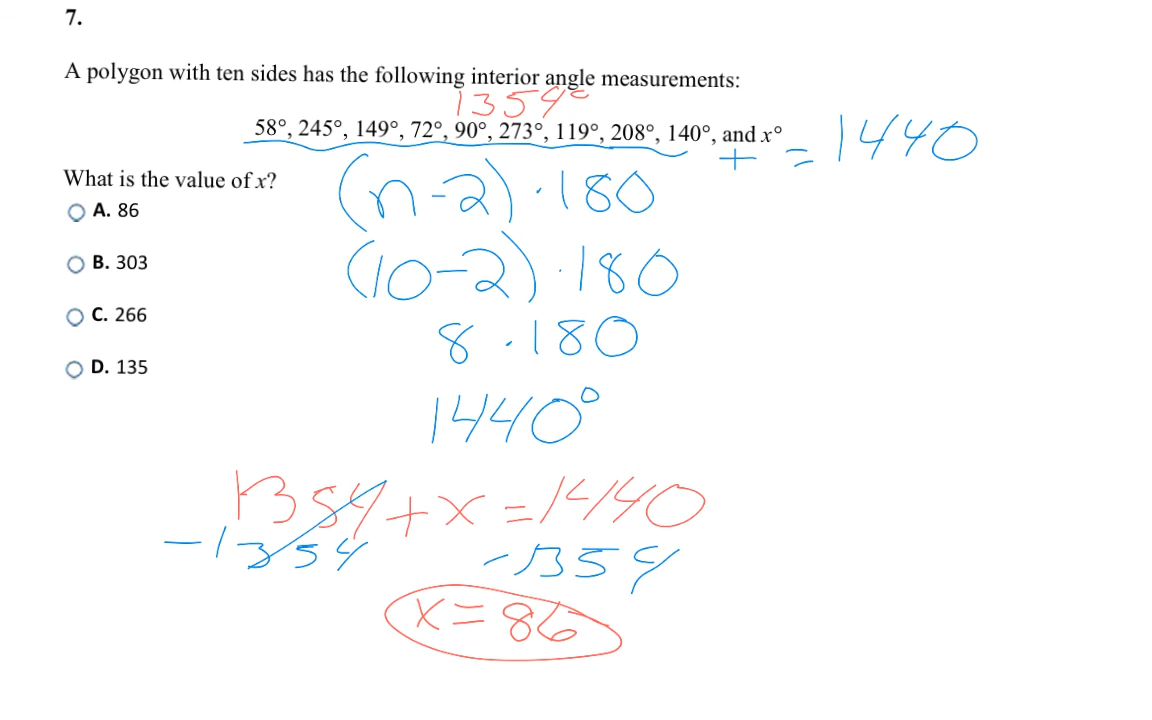 7.
A polygon with ten sides has the following interior angle measurements:
1354°
58°, 245°, 149°, 72°, 90°, 273°, 119°, 208°, 140°, and x°
+ = 1440
What is the value of x?
(n-2) · 180
A. 86
(10-2) · 180
B. 303
C. 266
8 · 180
D. 135
1440°
1354 + x = 1440
-1354 -1354
x = 86